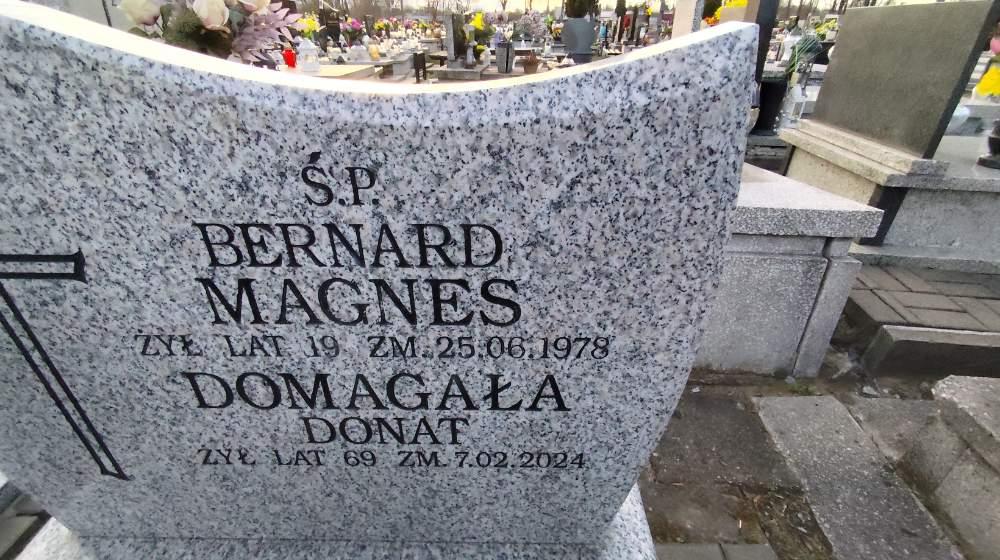 Ś.P.
BERNARD
MAGNES
ŻYŁ LAT 19 ZM. 25.06.1978
DOMAGAŁA
DONAT
ŻYŁ LAT 69 ZM. 7.02.2024